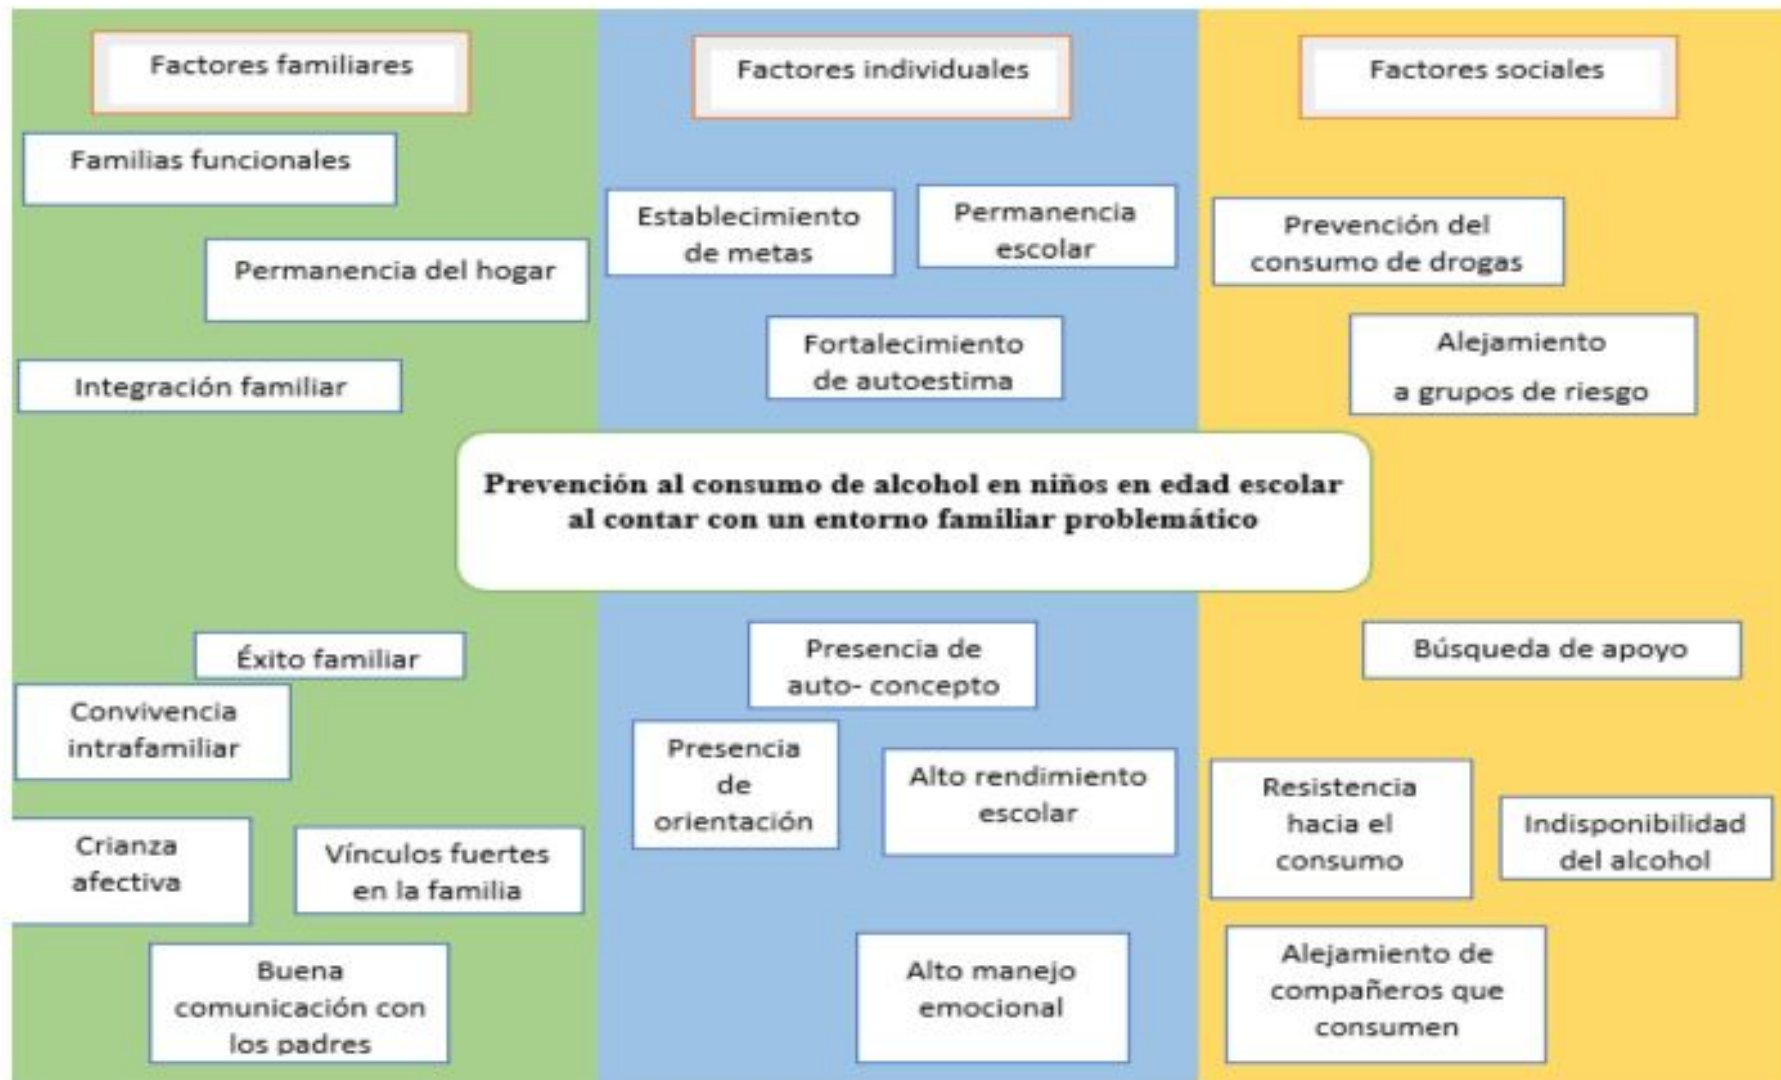 Factores familiares
Factores individuales
Factores sociales
Familias funcionales
Permanencia del hogar
Integración familiar
Establecimiento
de metas
Permanencia
escolar
Fortalecimiento
de autoestima
Prevención del
consumo de drogas
Alejamiento
a grupos de riesgo
Prevención al consumo de alcohol en niños en edad escolar
al contar con un entorno familiar problemático
Éxito familiar
Convivencia
intrafamiliar
Crianza
afectiva
Vínculos fuertes
en la familia
Buena
comunicación con
los padres
Presencia de
auto- concepto
Presencia
de
orientación
Alto rendimiento
escolar
Alto manejo
emocional
Búsqueda de apoyo
Resistencia
hacia el
consumo
Indisponibilidad
del alcohol
Alejamiento de
compañeros que
consumen